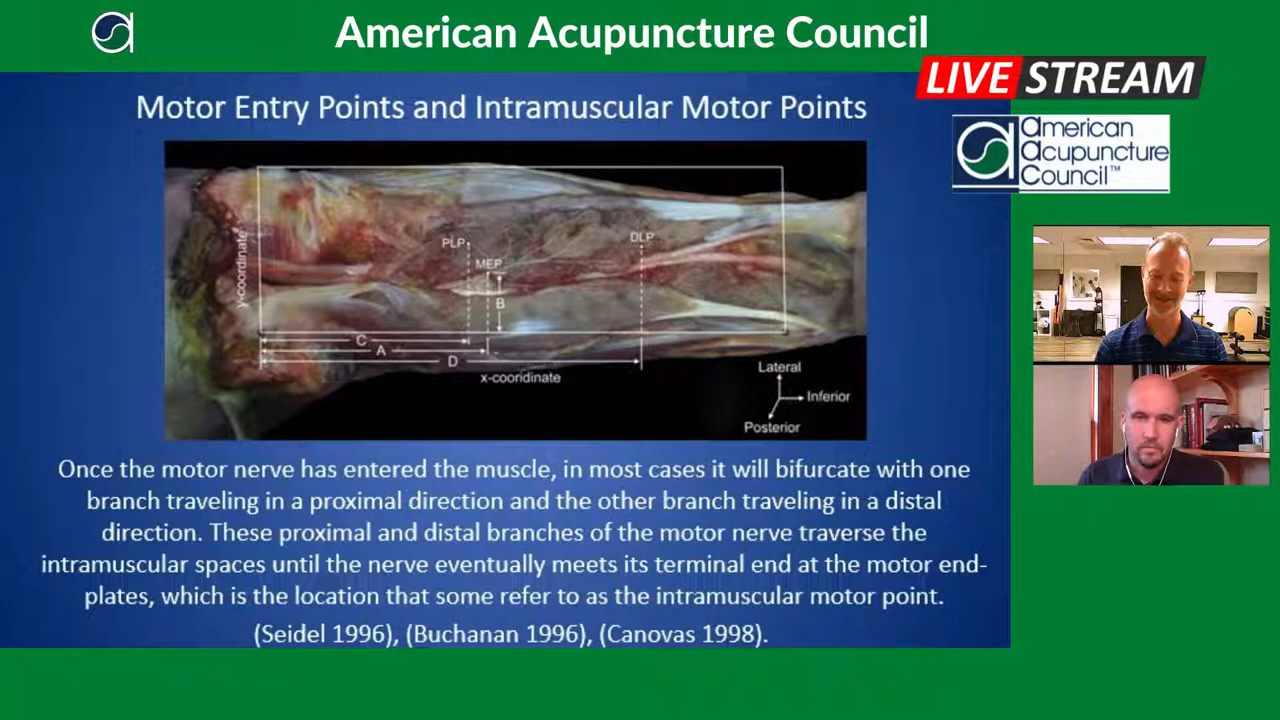 American Acupuncture Council
LIVE STREAM
american
acupuncture
council™
Motor Entry Points and Intramuscular Motor Points
y-coordinate
PLP
MEP
DLP
B
C
A
D
x-cooridinate
Lateral
Inferior
Posterior
Once the motor nerve has entered the muscle, in most cases it will bifurcate with one
branch traveling in a proximal direction and the other branch traveling in a distal
direction. These proximal and distal branches of the motor nerve traverse the
intramuscular spaces until the nerve eventually meets its terminal end at the motor end-
plates, which is the location that some refer to as the intramuscular motor point.
(Seidel 1996), (Buchanan 1996), (Canovas 1998).